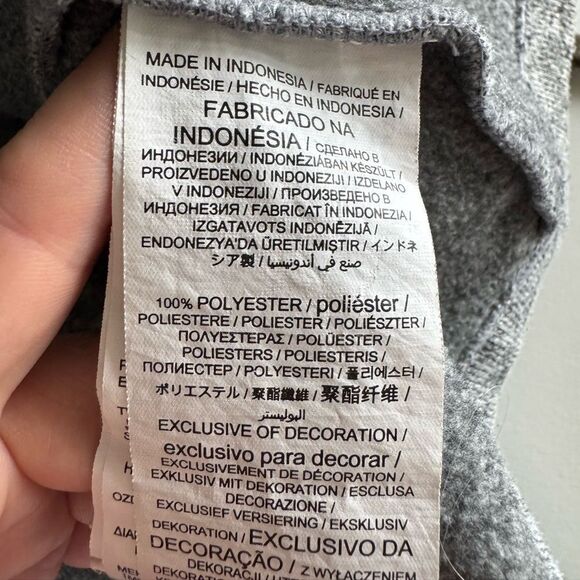 MADE IN INDONESIA / FABRIQUÉ EN
INDONÉSIE / HECHO EN INDONESIA /
FABRICADO NA
INDONÉSIA / СДЕЛАНО В
ИНДОНЕЗИИ / INDONÉZIÁBAN KÉSZÜLT /
PROIZVEDENO U INDONEZIJI / IZDELANO
V INDONEZIJI / ПРОИЗВЕДЕНО В
ИНДОНЕЗИЯ / FABRICAT ÎN INDONEZIA /
IZGATAVOTS INDONĒZIJĀ /
ENDONEZYA'DA ÜRETILMIŞTIR / インドネ
シア製 / صنع في أندونيسيا
100% POLYESTER / poliéster /
POLIESTERE / POLIESTER / POLIÉSZTER /
ΠΟΛΥΕΣΤΕΡΑΣ / POLÜESTER /
POLIESTERS / POLIESTERIS /
ПОЛИЕСТЕР / POLYESTERI / 폴리에스터 /
ポリエステル / 聚酯纖維 / 聚酯纤维 /
البوليستر
EXCLUSIVE OF DECORATION /
exclusivo para decorar /
EXCLUSIVEMENT DE DÉCORATION /
EXKLUSIV MIT DEKORATION / ESCLUSA
DECORAZIONE /
EXCLUSIEF VERSIERING / EKSKLUSIV
DEKORATION / EXCLUSIVO DA
DECORAÇÃO / z WYŁĄCZENIEM